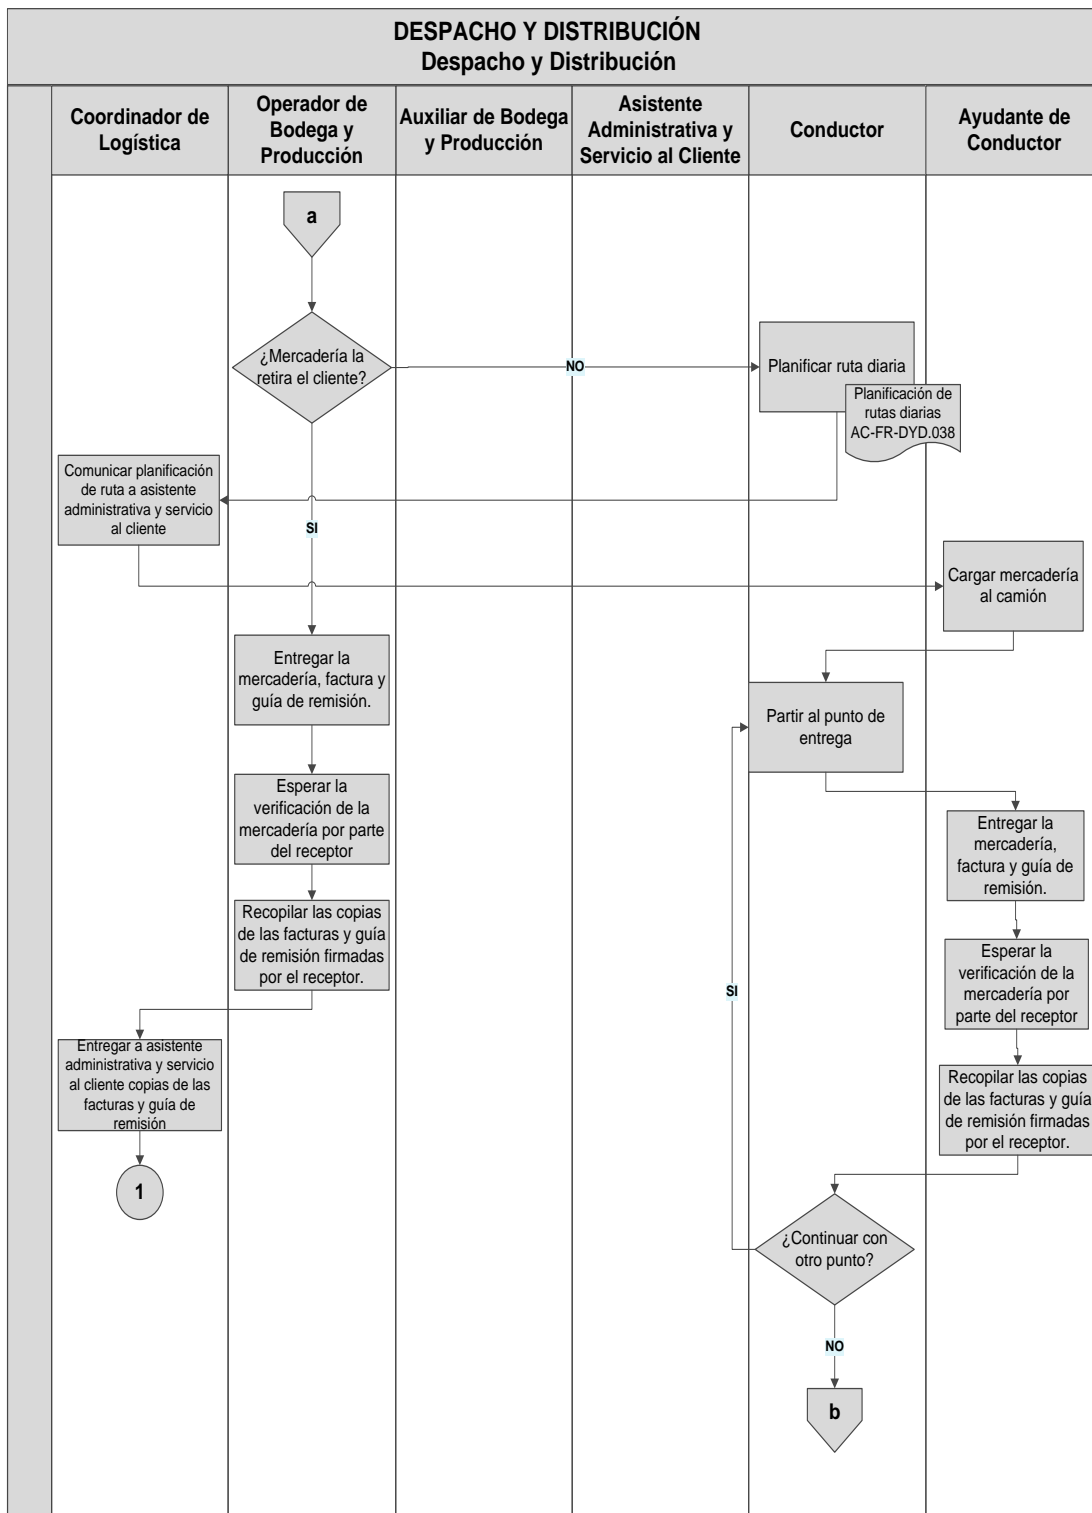 DESPACHO Y DISTRIBUCIÓN
Despacho y Distribución
Coordinador de
Logística
Operador de
Bodega y
Producción
Auxiliar de Bodega
y Producción
Asistente
Administrativa y
Servicio al Cliente
Conductor
Ayudante de
Conductor
a
¿Mercadería la
retira el cliente?
NO
Planificar ruta diaria
Planificación de
rutas diarias
AC-FR-DYD.038
Comunicar planificación
de ruta a asistente
administrativa y servicio
al cliente
SI
Cargar mercadería
al camión
Entregar la
mercadería, factura y
guía de remisión.
Partir al punto de
entrega
Esperar la
verificación de la
mercadería por parte
del receptor
Entregar la
mercadería,
factura y guía de
remisión.
Recopilar las copias
de las facturas y guía
de remisión firmadas
por el receptor.
Esperar la
verificación de la
mercadería por
parte del receptor
SI
Entregar a asistente
administrativa y servicio
al cliente copias de las
facturas y guía de
remisión
Recopilar las copias
de las facturas y guía
de remisión firmadas
por el receptor.
1
¿Continuar con
otro punto?
NO
b